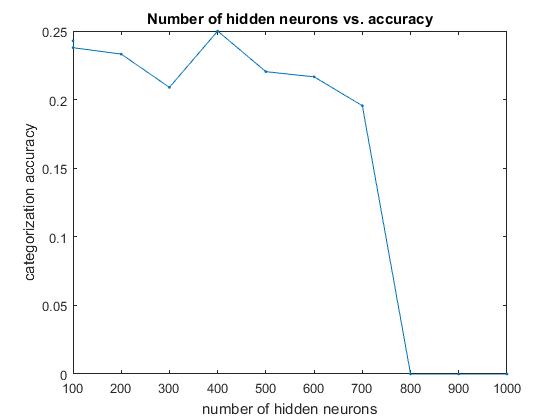 Number of hidden neurons vs. accuracy
0.25
0.2
0.15
0.1
0.05
0
categorization accuracy
100 200 300 400 500 600 700 800 900 1000
number of hidden neurons